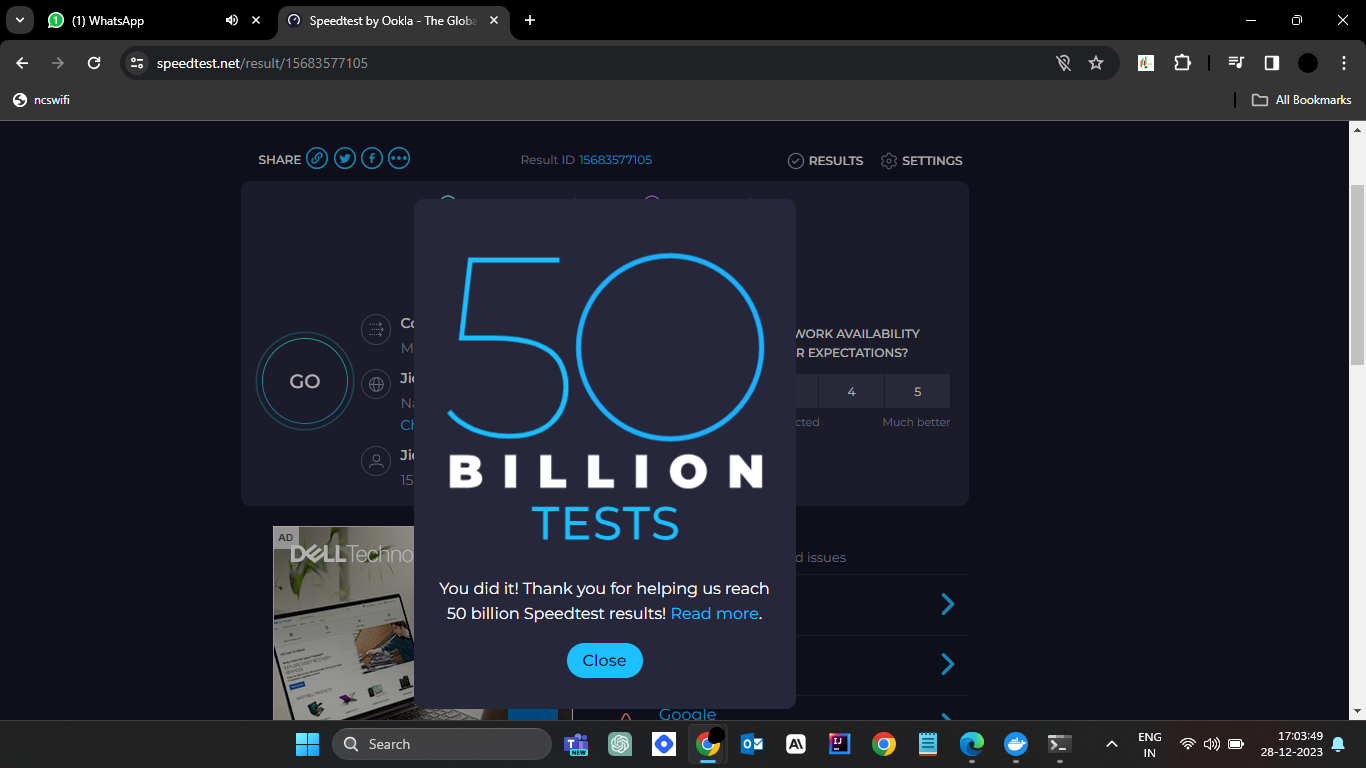 (1) WhatsApp
Speedtest by Ookla - The Globa
speedtest.net/result/15683577105
ncswifi
All Bookmarks
SHARE
Result ID 15683577105
RESULTS
SETTINGS
50
BILLION
TESTS
You did it! Thank you for helping us reach
50 billion Speedtest results! Read more.
Close
GO
Co
M
Jio
Na
Ch
Ji
15
WORK AVAILABILITY
R EXPECTATIONS?
4
5
cted
Much better
AD
DELL Techno
d issues
Google
Search
NEW
ENG
IN
17:03:49
28-12-2023